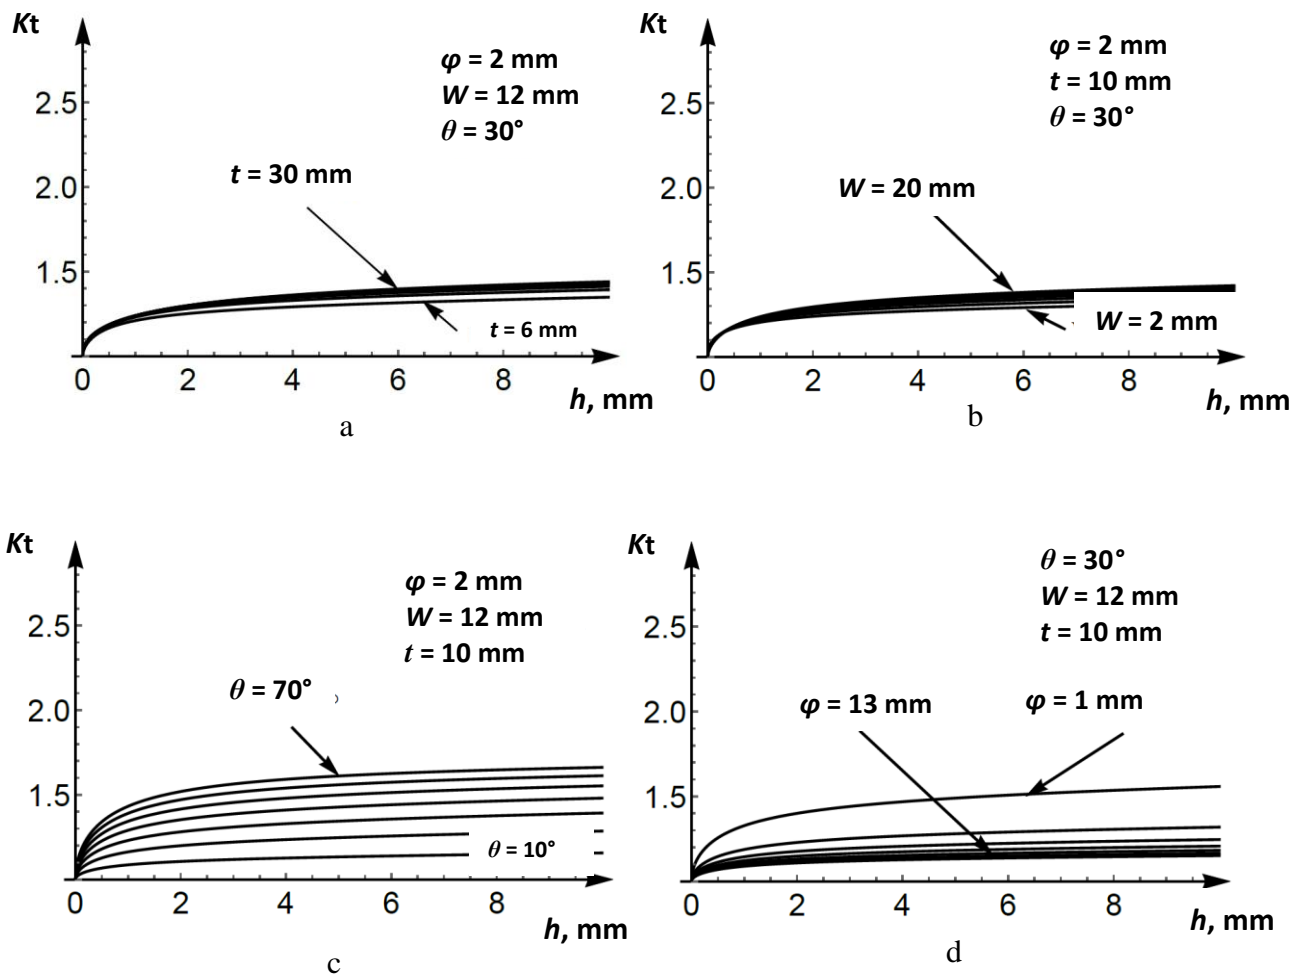 Kt
φ = 2 mm
W = 12 mm
θ = 30°
2.5
t = 30 mm
2.0
1.5
t = 6 mm
0 2 4 6 8
h, mm
a
Kt
φ = 2 mm
t = 10 mm
θ = 30°
2.5
W = 20 mm
2.0
1.5
W = 2 mm
0 2 4 6 8
h, mm
b
Kt
φ = 2 mm
W = 12 mm
t = 10 mm
2.5
θ = 70°
2.0
1.5
θ = 10°
0 2 4 6 8
h, mm
c
Kt
θ = 30°
W = 12 mm
t = 10 mm
2.5
φ = 13 mm
φ = 1 mm
2.0
1.5
0 2 4 6 8
h, mm
d